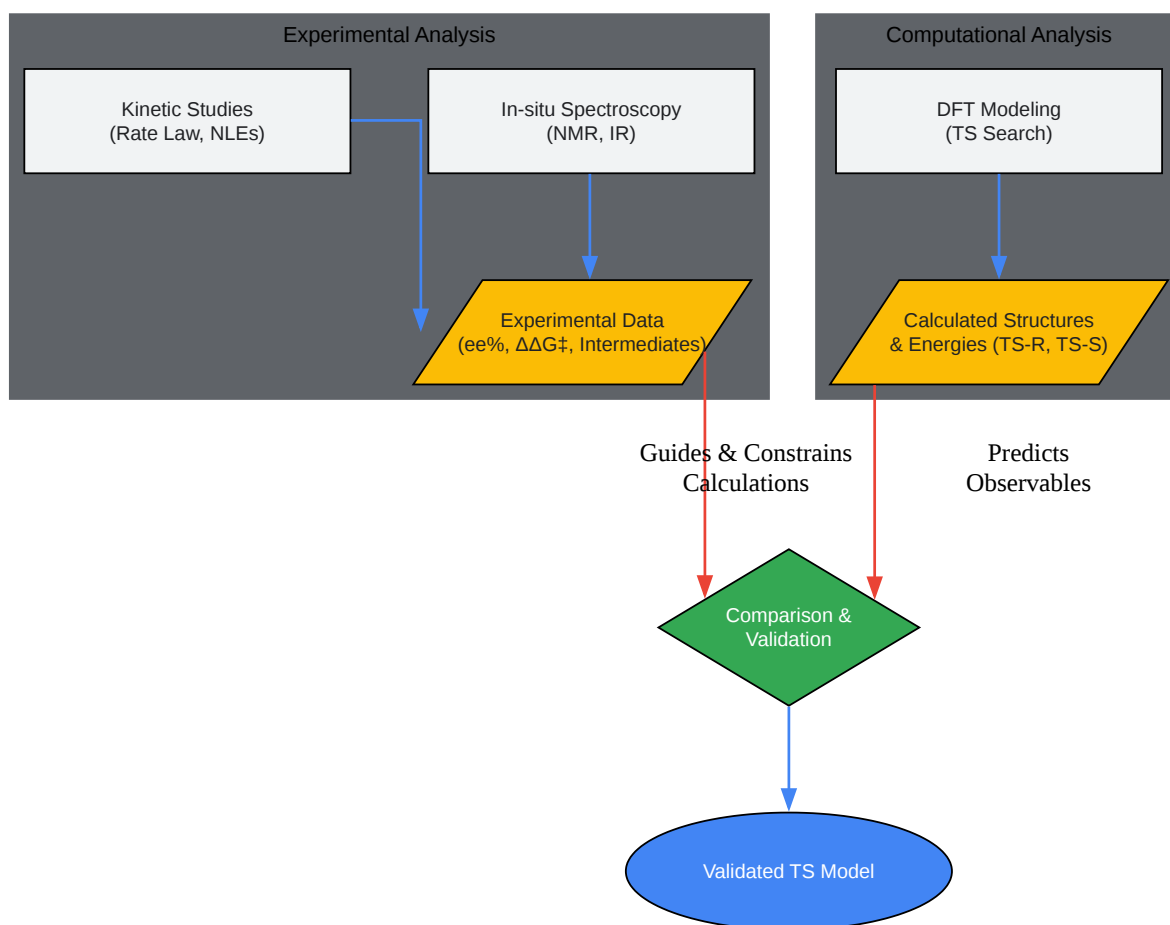 Experimental Analysis
Computational Analysis
Kinetic Studies
(Rate Law, NLEs)
In-situ Spectroscopy
(NMR, IR)
DFT Modeling
(TS Search)
Experimental Data
(ee%, ΔΔG‡, Intermediates)
Calculated Structures
& Energies (TS-R, TS-S)
Guides & Constrains
Calculations
Predicts
Observables
Comparison &
Validation
Validated TS Model